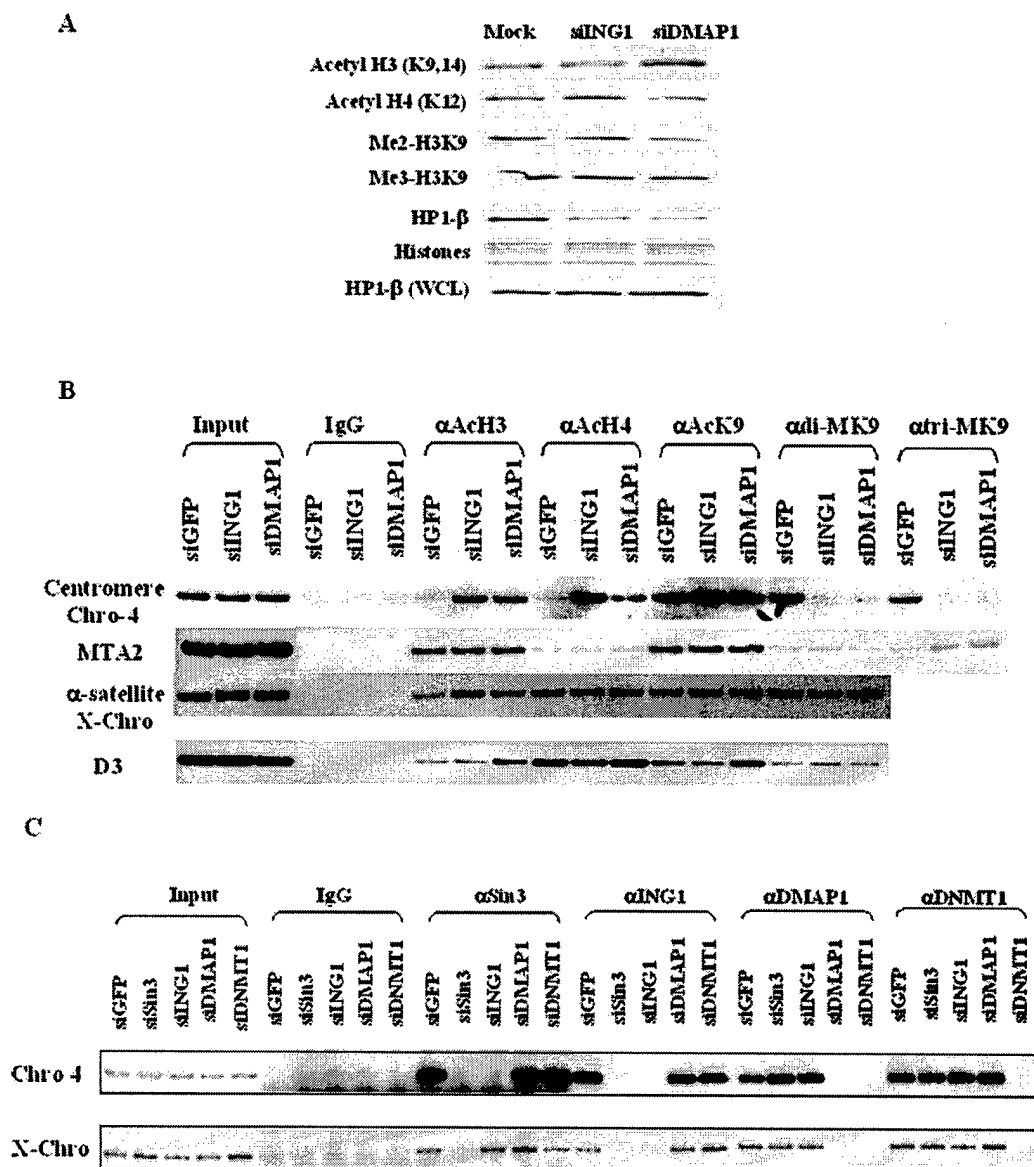 A
Mock siING1 siDMAP1
Acetyl H3 (K9,14)
Acetyl H4 (K12)
Me2-H3K9
Me3-H3K9
HP1-β
Histones
HP1-β (WCL)
B
Input IgG αAcH3 αAcH4 αAcK9 αdi-MK9 αtri-MK9
siGFP siING1 siDMAP1 siGFP siING1 siDMAP1 siGFP siING1 siDMAP1 siGFP siING1 siDMAP1 siGFP siING1 siDMAP1 siGFP siING1 siDMAP1 siGFP siING1 siDMAP1
Centromere
Chro-4
MTA2
α-satellite
X-Chro
D3
C
Input IgG αSin3 αING1 αDMAP1 αDNMT1
siGFP siSin3 siING1 siDMAP1 siDNMT1 siGFP siSin3 siING1 siDMAP1 siDNMT1 siGFP siSin3 siING1 siDMAP1 siDNMT1 siGFP siSin3 siING1 siDMAP1 siDNMT1 siGFP siSin3 siING1 siDMAP1 siDNMT1 siGFP siSin3 siING1 siDMAP1 siDNMT1
Chro 4
X-Chro